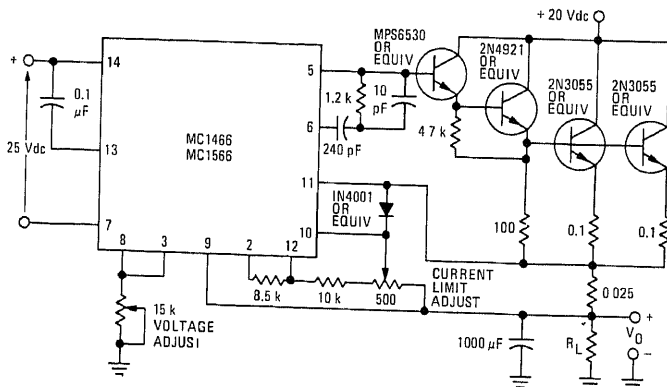 + 20 Vdc
MPS6530
OR
EQUIV
2N4921
OR
EQUIV
2N3055
OR
EQUIV
2N3055
OR
EQUIV
+
14
0.1
μF
25 Vdc
13
7
MC1466
MC1566
5
1.2 k
10
pF
6
240 pF
4 7 k
11
10
IN4001
OR
EQUIV
100
0.1
0.1
8
3
9
2
12
8.5 k
10 k
500
CURRENT
LIMIT
ADJUST
15 k
VOLTAGE
ADJUSI
0 025
1000 μF
RL
+
VO
−